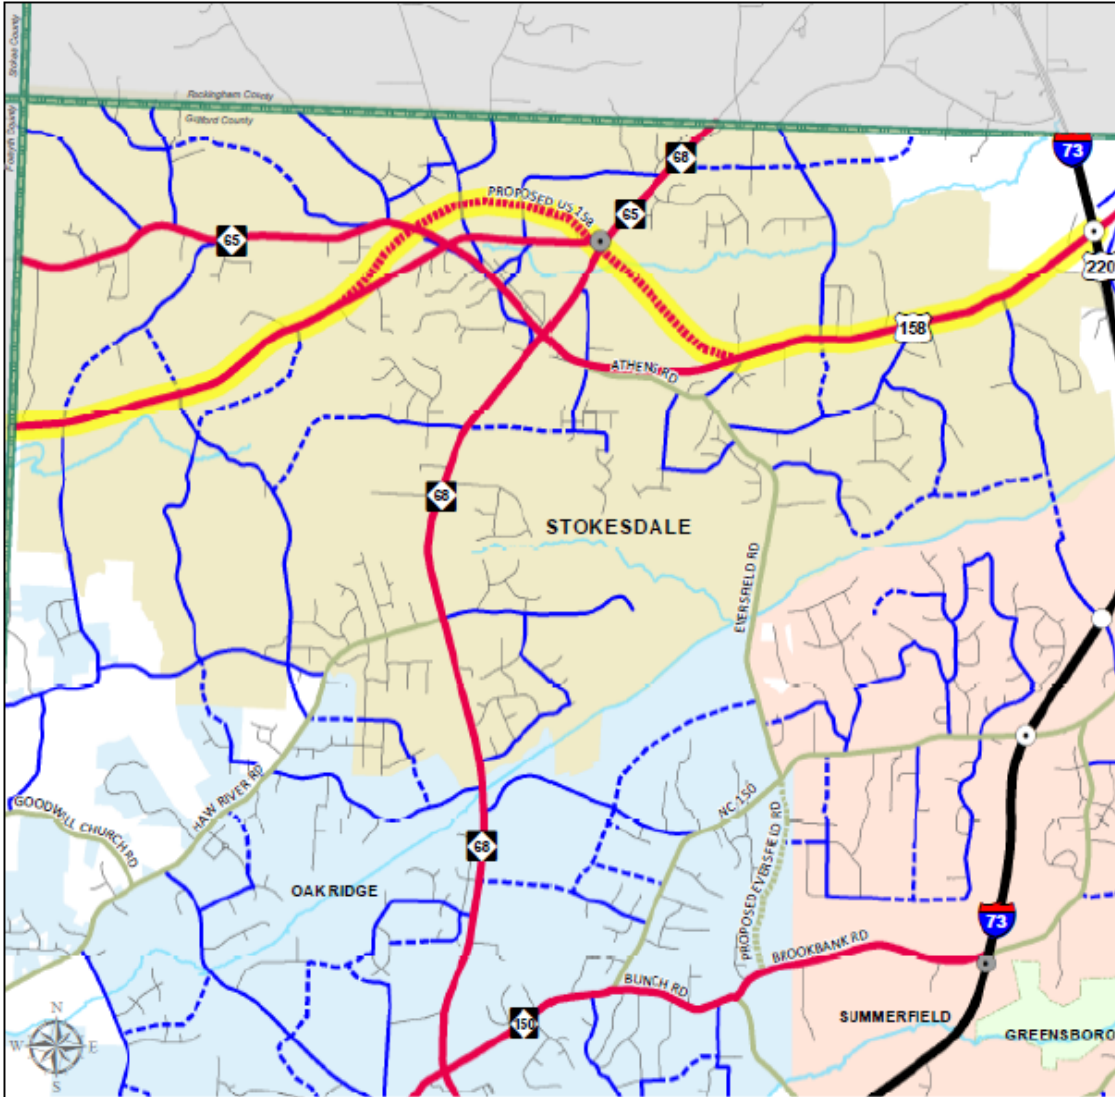 Stokes County
Rockingham County
Guilford County
Forsyth County
73
68
PROPOSED US 158
65
65
220
158
ATHENS RD
68
STOKESDALE
EVERSFIELD RD
NC 150
HAW RIVER RD
GOODWILL CHURCH RD
PROPOSED EVERSFIELD RD
68
OAK RIDGE
73
BROOKBANK RD
BUNCH RD
150
SUMMERFIELD
GREENSBORO
N
W
E
S